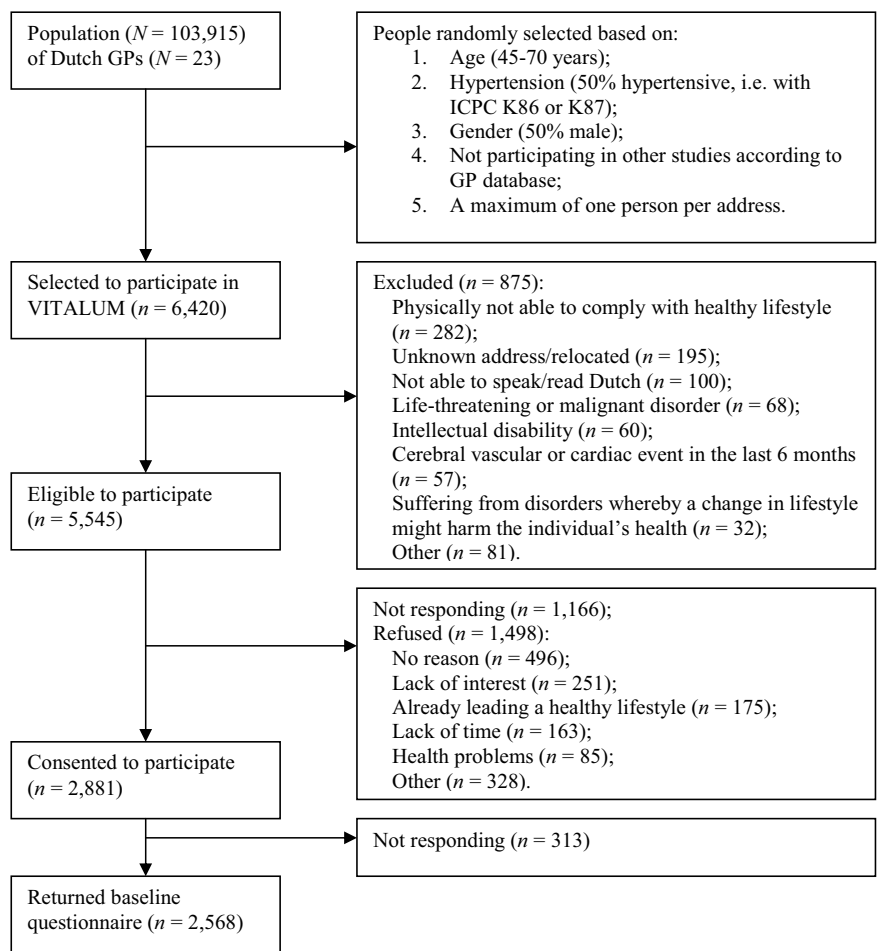 Population (N = 103,915)
of Dutch GPs (N = 23)
People randomly selected based on:
1. Age (45-70 years);
2. Hypertension (50% hypertensive, i.e. with
ICPC K86 or K87);
3. Gender (50% male);
4. Not participating in other studies according to
GP database;
5. A maximum of one person per address.
Selected to participate in
VITALUM (n = 6,420)
Excluded (n = 875):
Physically not able to comply with healthy lifestyle
(n = 282);
Unknown address/relocated (n = 195);
Not able to speak/read Dutch (n = 100);
Life-threatening or malignant disorder (n = 68);
Intellectual disability (n = 60);
Cerebral vascular or cardiac event in the last 6 months
(n = 57);
Suffering from disorders whereby a change in lifestyle
might harm the individual's health (n = 32);
Other (n = 81).
Eligible to participate
(n = 5,545)
Not responding (n = 1,166);
Refused (n = 1,498):
No reason (n = 496);
Lack of interest (n = 251);
Already leading a healthy lifestyle (n = 175);
Lack of time (n = 163);
Health problems (n = 85);
Other (n = 328).
Consented to participate
(n = 2,881)
Not responding (n = 313)
Returned baseline
questionnaire (n = 2,568)